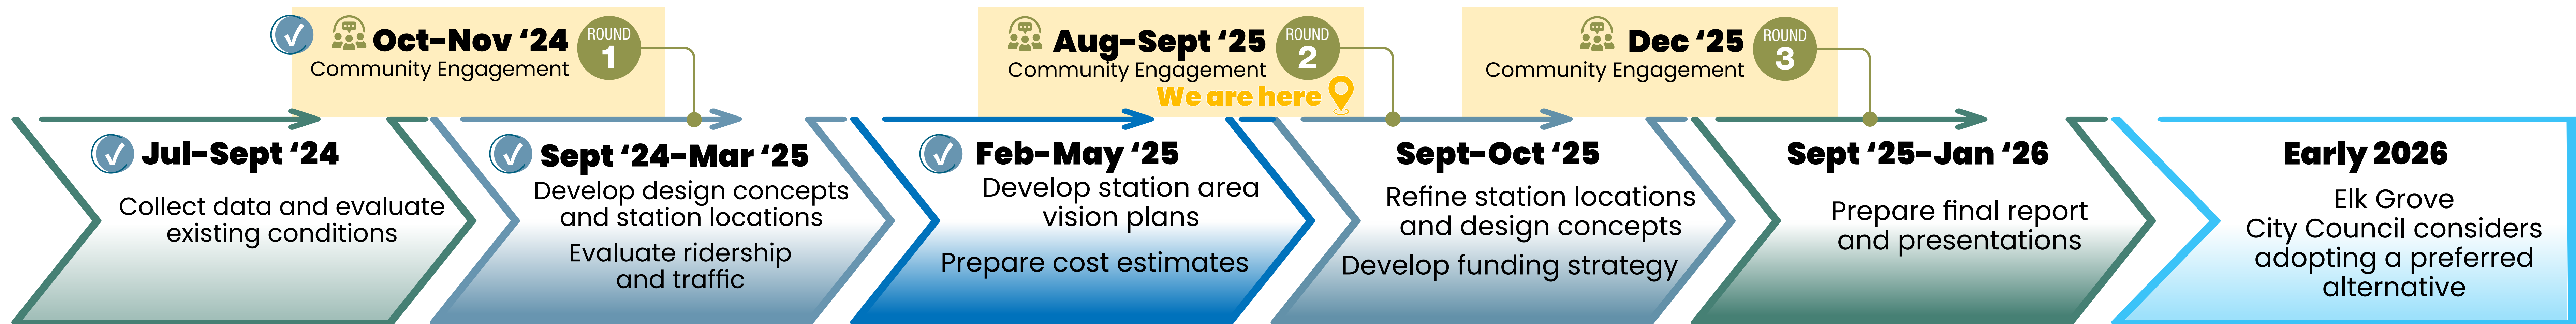 Oct–Nov ‘24
Community Engagement
ROUND
1
Aug–Sept ‘25
Community Engagement
ROUND
2
We are here
Dec ‘25
Community Engagement
ROUND
3
Jul–Sept ‘24
Collect data and evaluate
existing conditions
Sept ‘24–Mar ‘25
Develop design concepts
and station locations
Evaluate ridership
and traffic
Feb–May ‘25
Develop station area
vision plans
Prepare cost estimates
Sept–Oct ‘25
Refine station locations
and design concepts
Develop funding strategy
Sept ‘25–Jan ‘26
Prepare final report
and presentations
Early 2026
Elk Grove
City Council considers
adopting a preferred
alternative